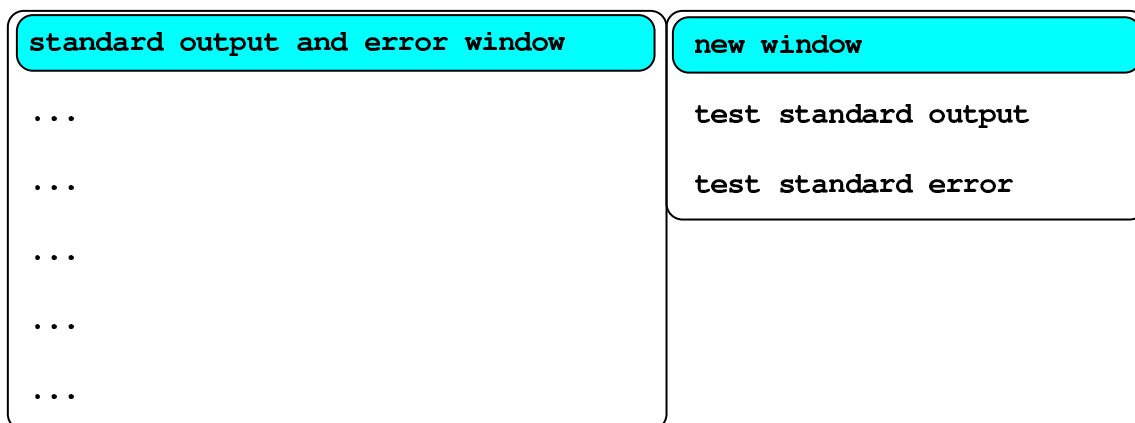 standard output and error window
...
...
...
...
...
new window
test standard output
test standard error